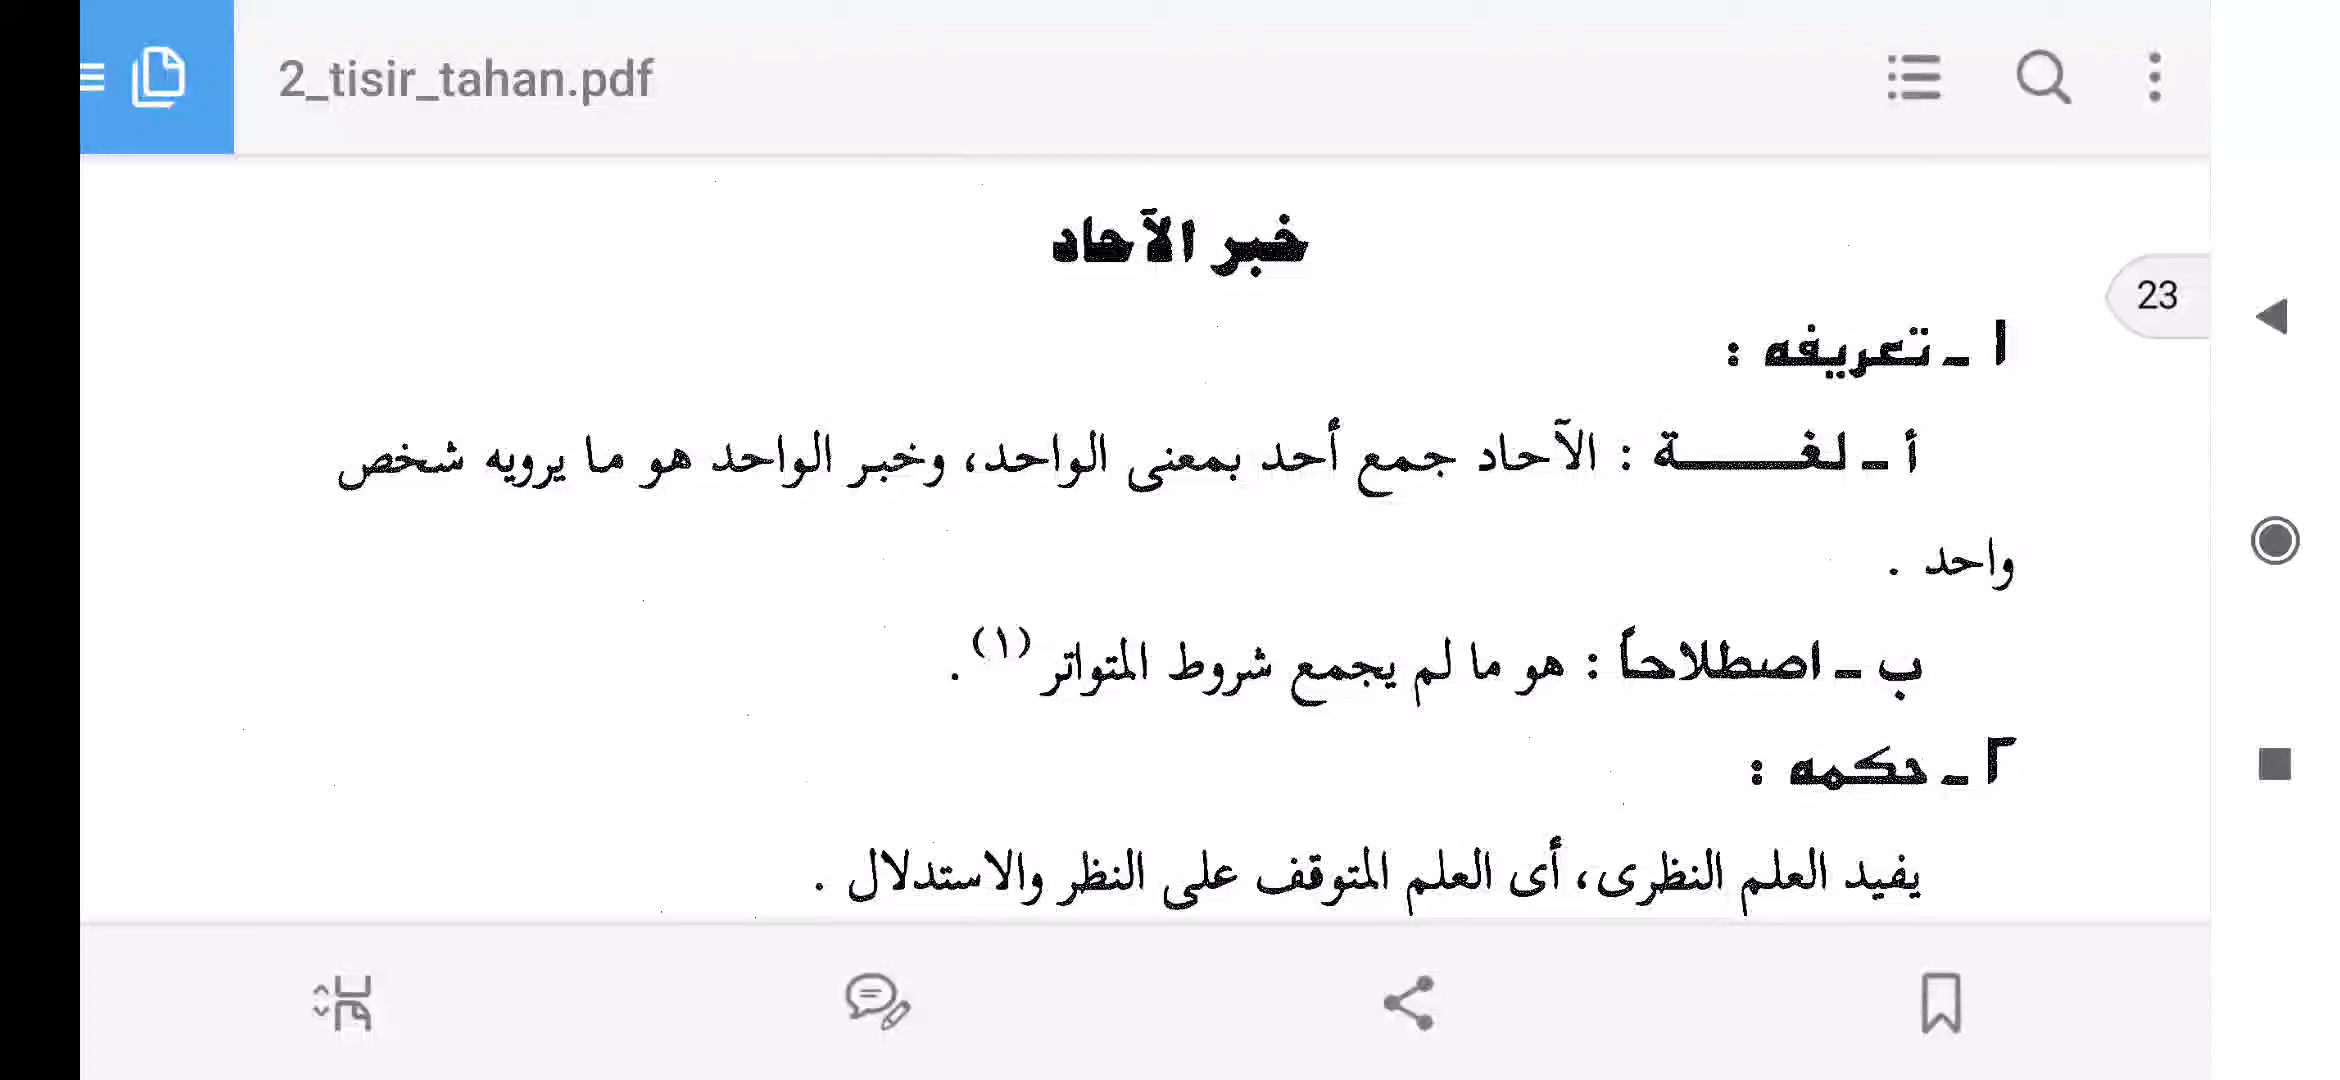 2_tisir_tahan.pdf
خبر الآحاد
23
١ - تعريفه :
أ - لغـــــة : الآحاد جمع أحد بمعنى الواحد، وخبر الواحد هو ما يرويه شخص
واحد .
ب - اصطلاحاً : هو ما لم يجمع شروط المتواتر (١) .
٢ - حكمه :
يفيد العلم النظرى، أى العلم المتوقف على النظر والاستدلال .